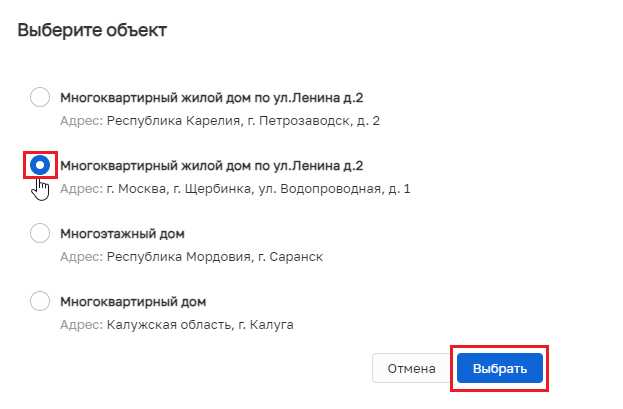 Выберите объект
Многоквартирный жилой дом по ул.Ленина д.2
Адрес: Республика Карелия, г. Петрозаводск, д. 2
Многоквартирный жилой дом по ул.Ленина д.2
Адрес: г. Москва, г. Щербинка, ул. Водопроводная, д. 1
Многоэтажный дом
Адрес: Республика Мордовия, г. Саранск
Многоквартирный дом
Адрес: Калужская область, г. Калуга
Отмена Выбрать